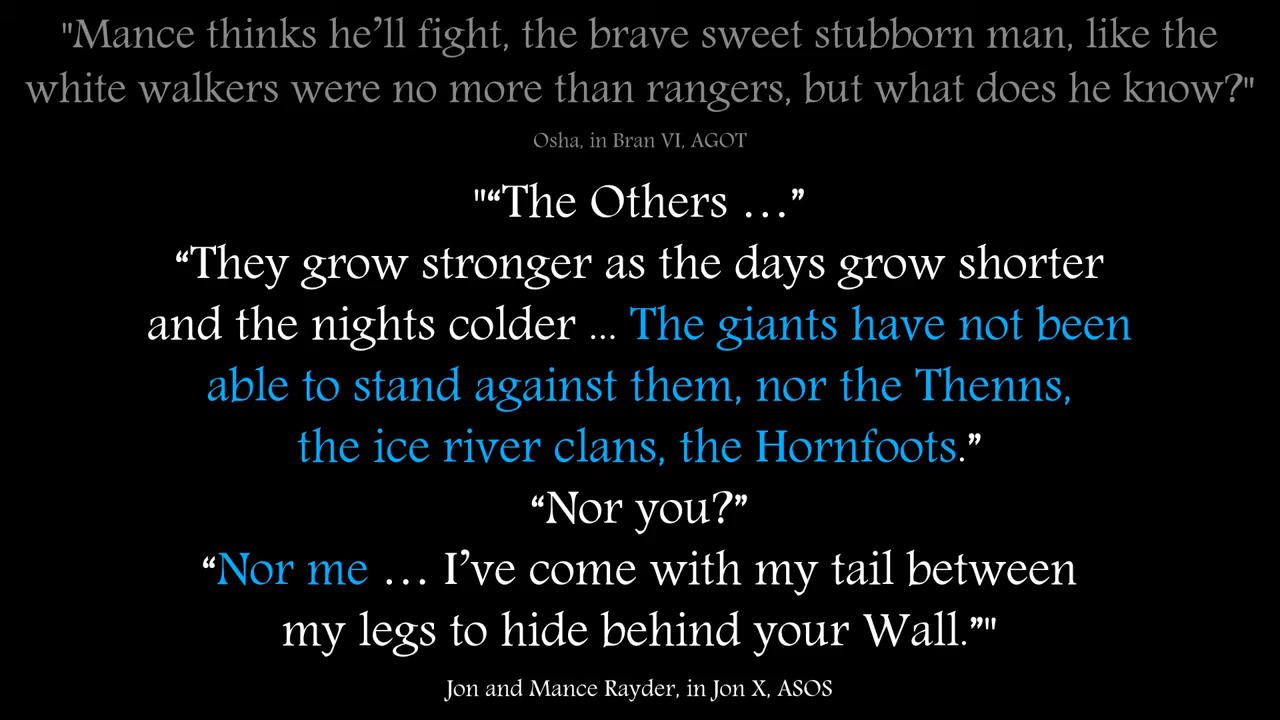 "Mance thinks he’ll fight, the brave sweet stubborn man, like the
white walkers were no more than rangers, but what does he know?"
Osha, in Bran VI, AGOT
"“The Others …”
“They grow stronger as the days grow shorter
and the nights colder ... The giants have not been
able to stand against them, nor the Thenns,
the ice river clans, the Hornfoots.”
“Nor you?”
“Nor me … I’ve come with my tail between
my legs to hide behind your Wall.”"
Jon and Mance Rayder, in Jon X, ASOS